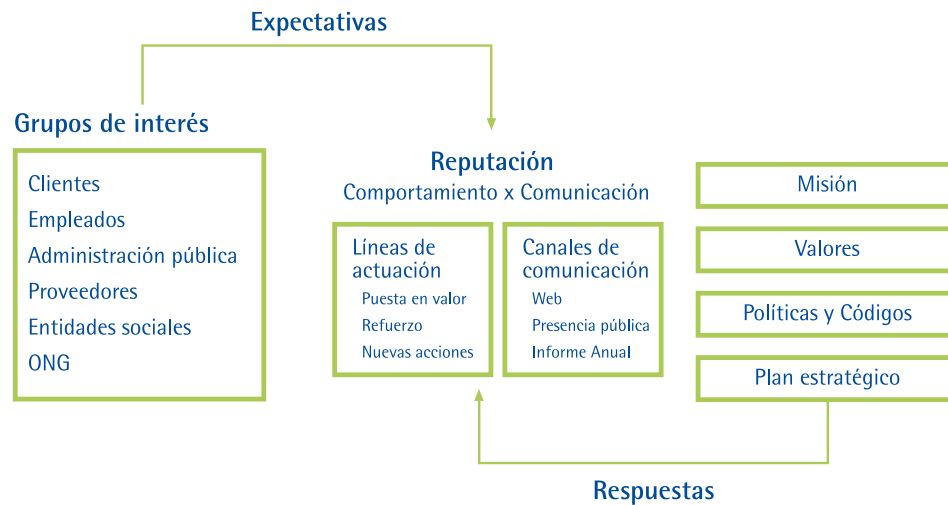 Expectativas
Grupos de interés
Clientes
Empleados
Administración pública
Proveedores
Entidades sociales
ONG
Reputación
Comportamiento x Comunicación
Líneas de
actuación
Puesta en valor
Refuerzo
Nuevas acciones
Canales de
comunicación
Web
Presencia pública
Informe Anual
Misión
Valores
Políticas y Códigos
Plan estratégico
Respuestas